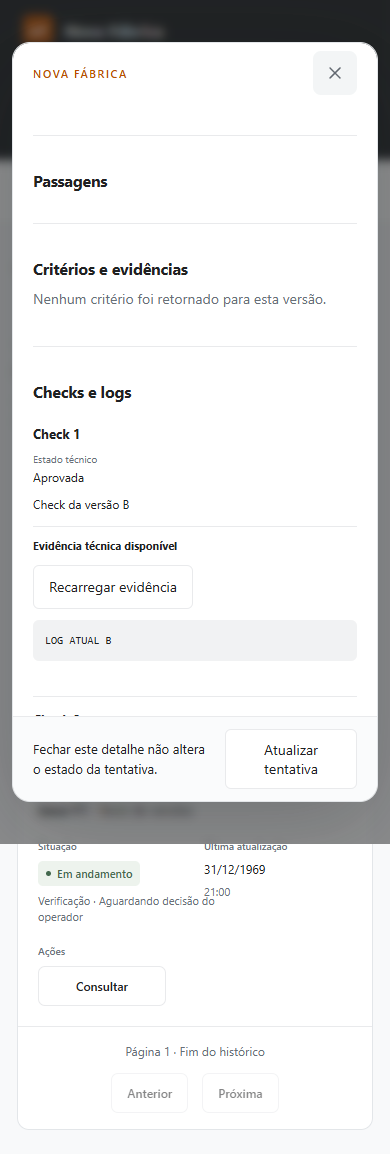 NOVA FÁBRICA
Passagens
Critérios e evidências
Nenhum critério foi retornado para esta versão.
Checks e logs
Check 1
Estado técnico
Aprovada
Check da versão B
Evidência técnica disponível
Recarregar evidência
LOG ATUAL B
Fechar este detalhe não altera
o estado da tentativa.
Atualizar
tentativa
Situação
Última atualização
Em andamento
31/12/1969
Verificação · Aguardando decisão do
operador
21:00
Ações
Consultar
Página 1 · Fim do histórico
Anterior
Próxima